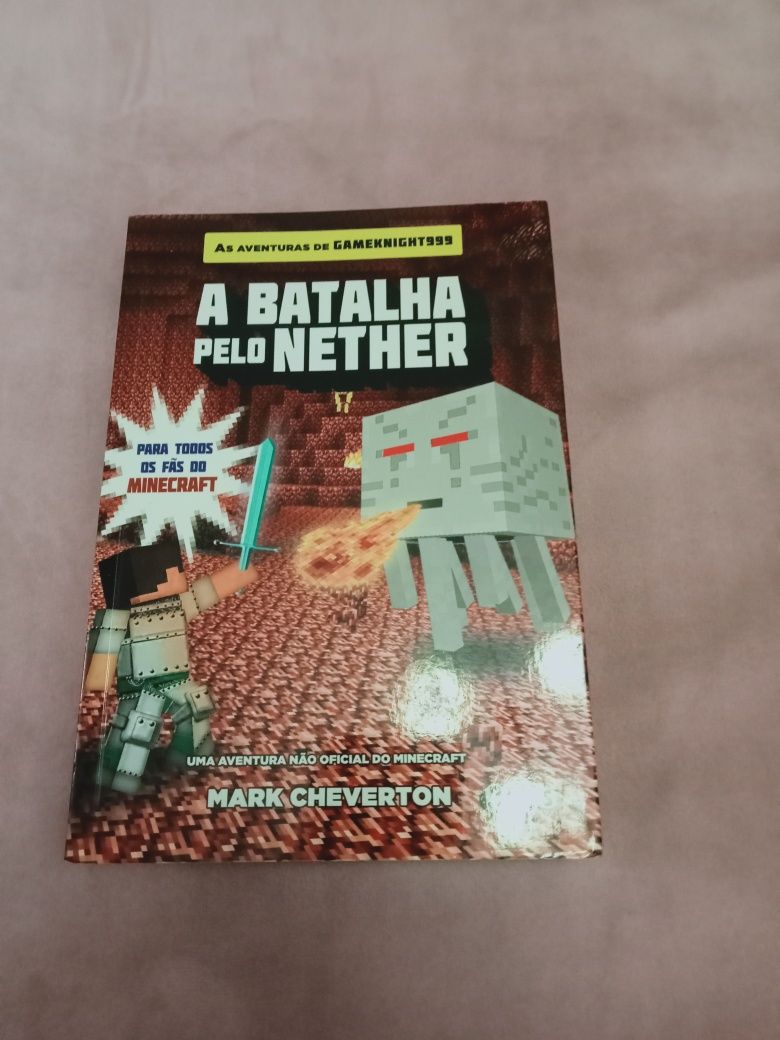 As aventuras de GAMEKNIGHT999
A BATALHA
PELO NETHER
PARA TODOS
OS FÃS DO
MINECRAFT
UMA AVENTURA NÃO OFICIAL DO MINECRAFT
MARK CHEVERTON